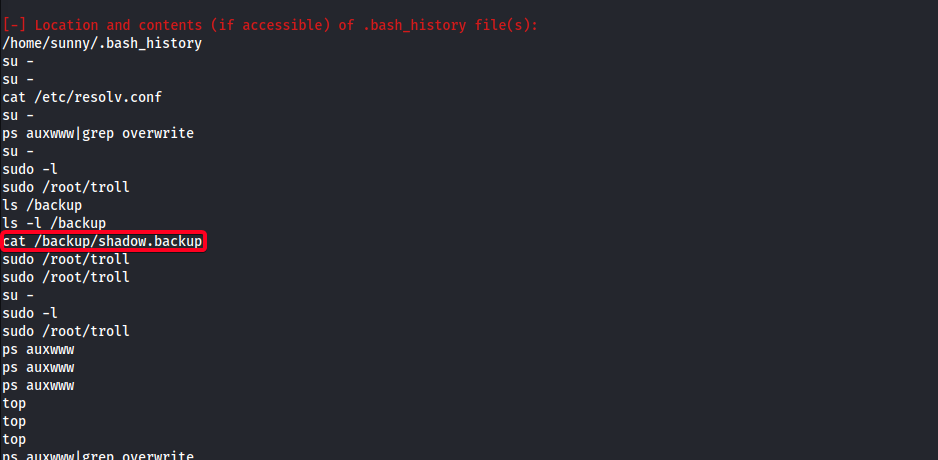 [-] Location and contents (if accessible) of .bash_history file(s):
/home/sunny/.bash_history
su -
su -
cat /etc/resolv.conf
su -
ps auxwww|grep overwrite
su -
sudo -l
sudo /root/troll
ls /backup
ls -l /backup
cat /backup/shadow.backup
sudo /root/troll
sudo /root/troll
su -
sudo -l
sudo /root/troll
ps auxwww
ps auxwww
ps auxwww
top
top
top
ps auxwww|grep overwrite